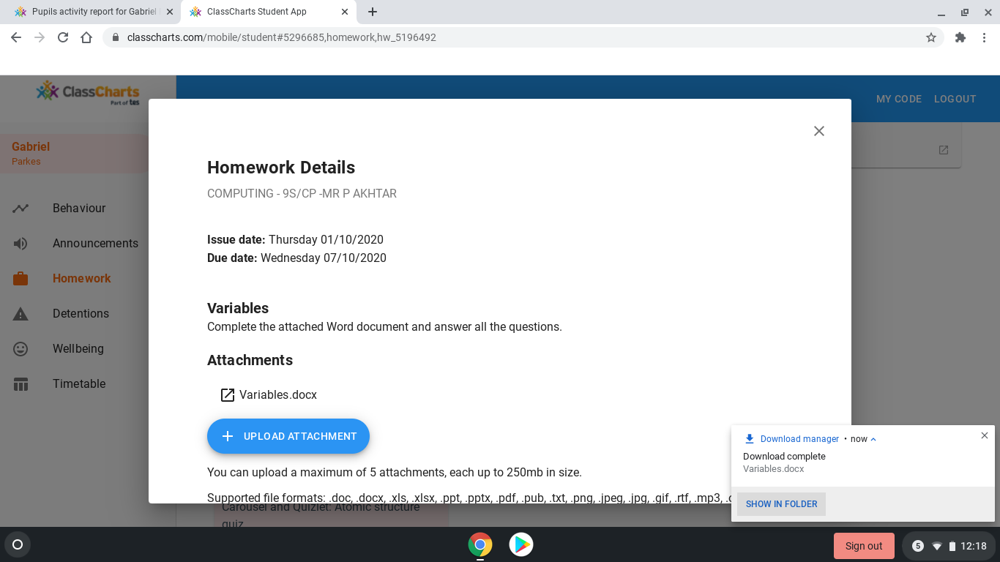 Pupils activity report for Gabriel
ClassCharts Student App
classcharts.com/mobile/student#5296685,homework,hw_5196492
ClassCharts
Part of tes
MY CODE LOGOUT
Gabriel
Parkes
Behaviour
Announcements
Homework
Detentions
Wellbeing
Timetable
Homework Details
COMPUTING - 9S/CP -MR P AKHTAR
Issue date: Thursday 01/10/2020
Due date: Wednesday 07/10/2020
Variables
Complete the attached Word document and answer all the questions.
Attachments
Variables.docx
UPLOAD ATTACHMENT
You can upload a maximum of 5 attachments, each up to 250mb in size.
Supported file formats: .doc, .docx, .xls, .xlsx, .ppt, .pptx, .pdf, .pub, .txt, .png, .jpeg, .jpg, .gif, .rtf, .mp3,
Carousel and Quizlet: Atomic structure
quiz
Download manager • now
Download complete
Variables.docx
SHOW IN FOLDER
Sign out
5
12:18